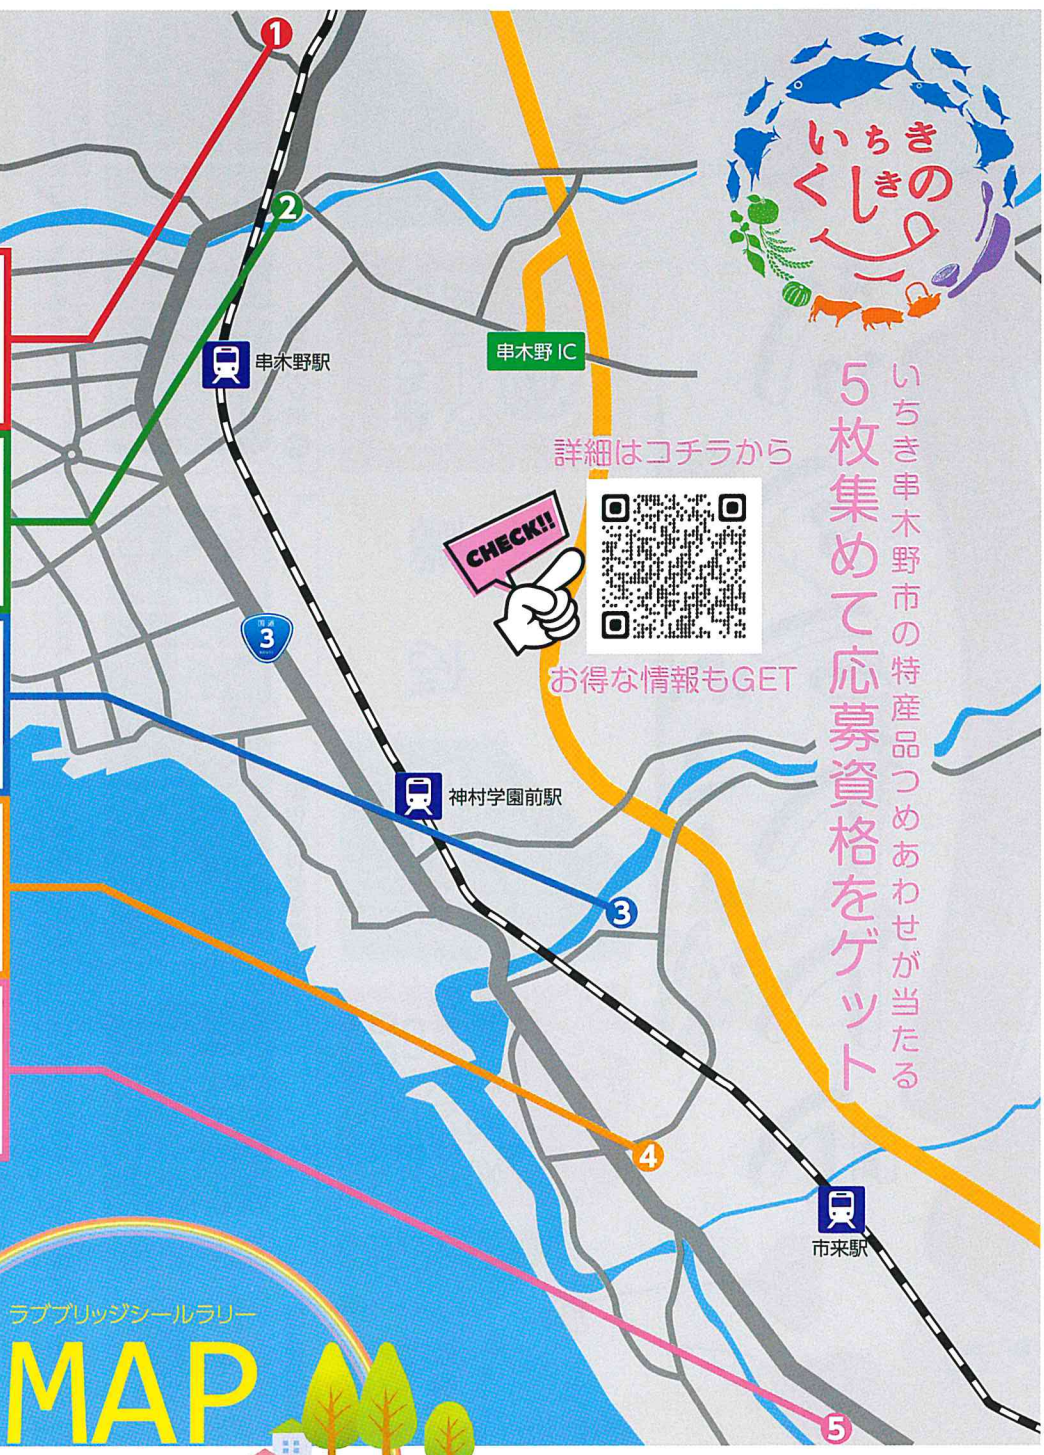 1
2
いちき
くしきの
串木野駅
串木野 IC
いちき串木野市の特産品つめあわせが当たる
5枚集めて応募資格をゲット
詳細はコチラから
CHECK!!
お得な情報もGET
国道
3
神村学園前駅
3
4
市来駅
ラブブリッジシールラリー
MAP
5